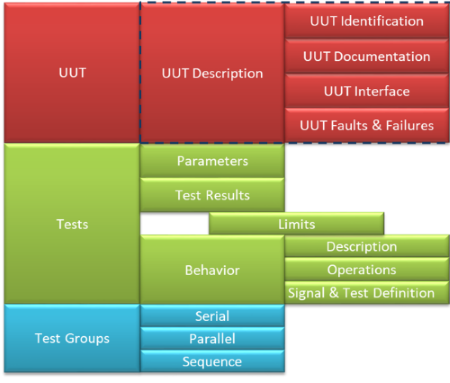 UUT
UUT Description
UUT Identification
UUT Documentation
UUT Interface
UUT Faults & Failures
Tests
Parameters
Test Results
Limits
Behavior
Description
Operations
Signal & Test Definition
Test Groups
Serial
Parallel
Sequence